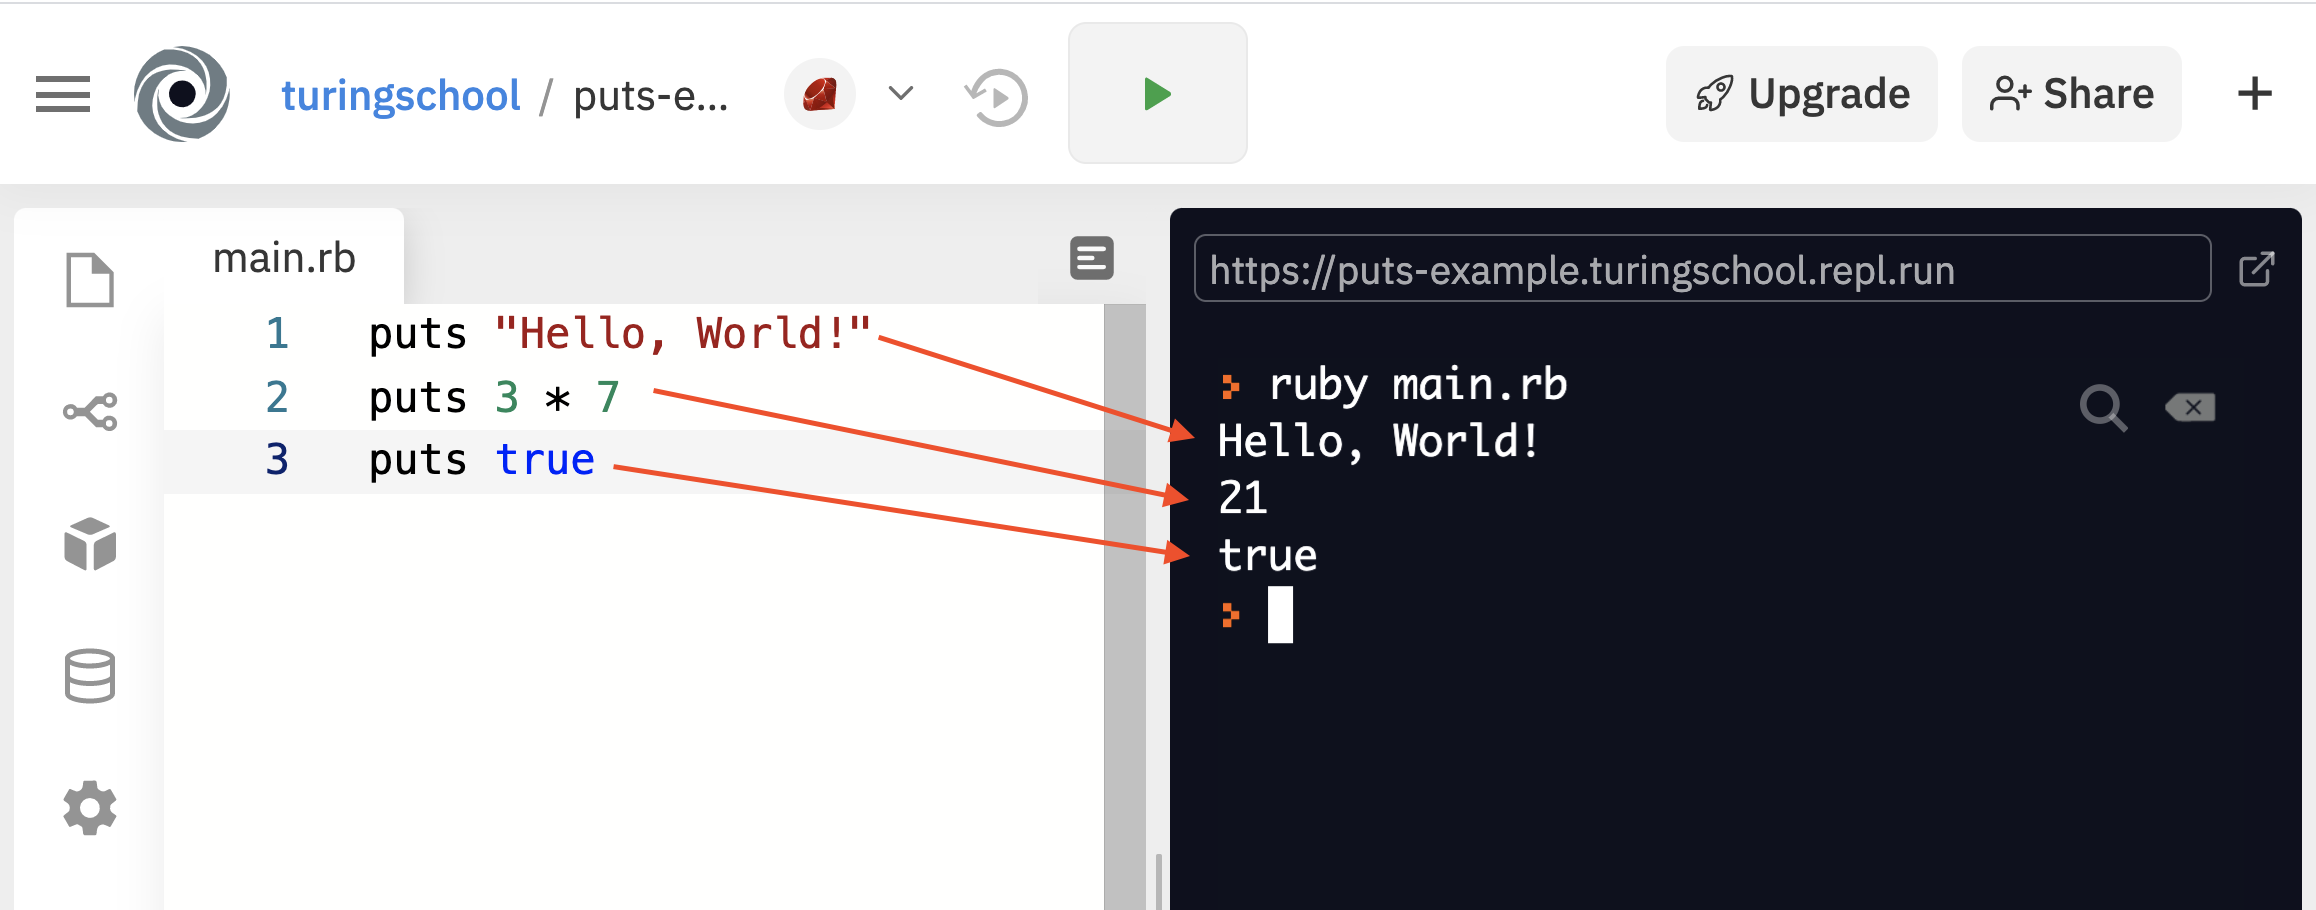 turingschool / puts-e...
Upgrade
Share
main.rb
1 puts "Hello, World!"
2 puts 3 * 7
3 puts true
https://puts-example.turingschool.repl.run
ruby main.rb
Hello, World!
21
true